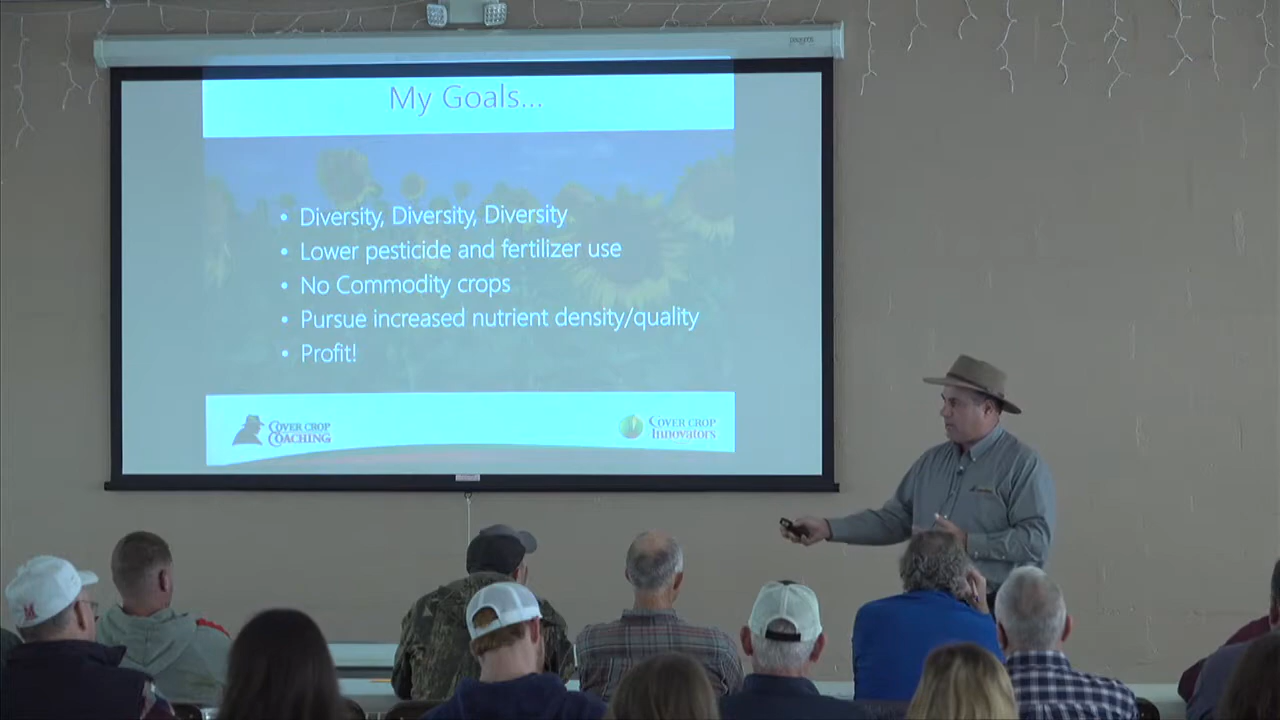 My Goals...
• Diversity, Diversity, Diversity
• Lower pesticide and fertilizer use
• No Commodity crops
• Pursue increased nutrient density/quality
• Profit!
COVER CROP
COACHING
COVER CROP
Innovators